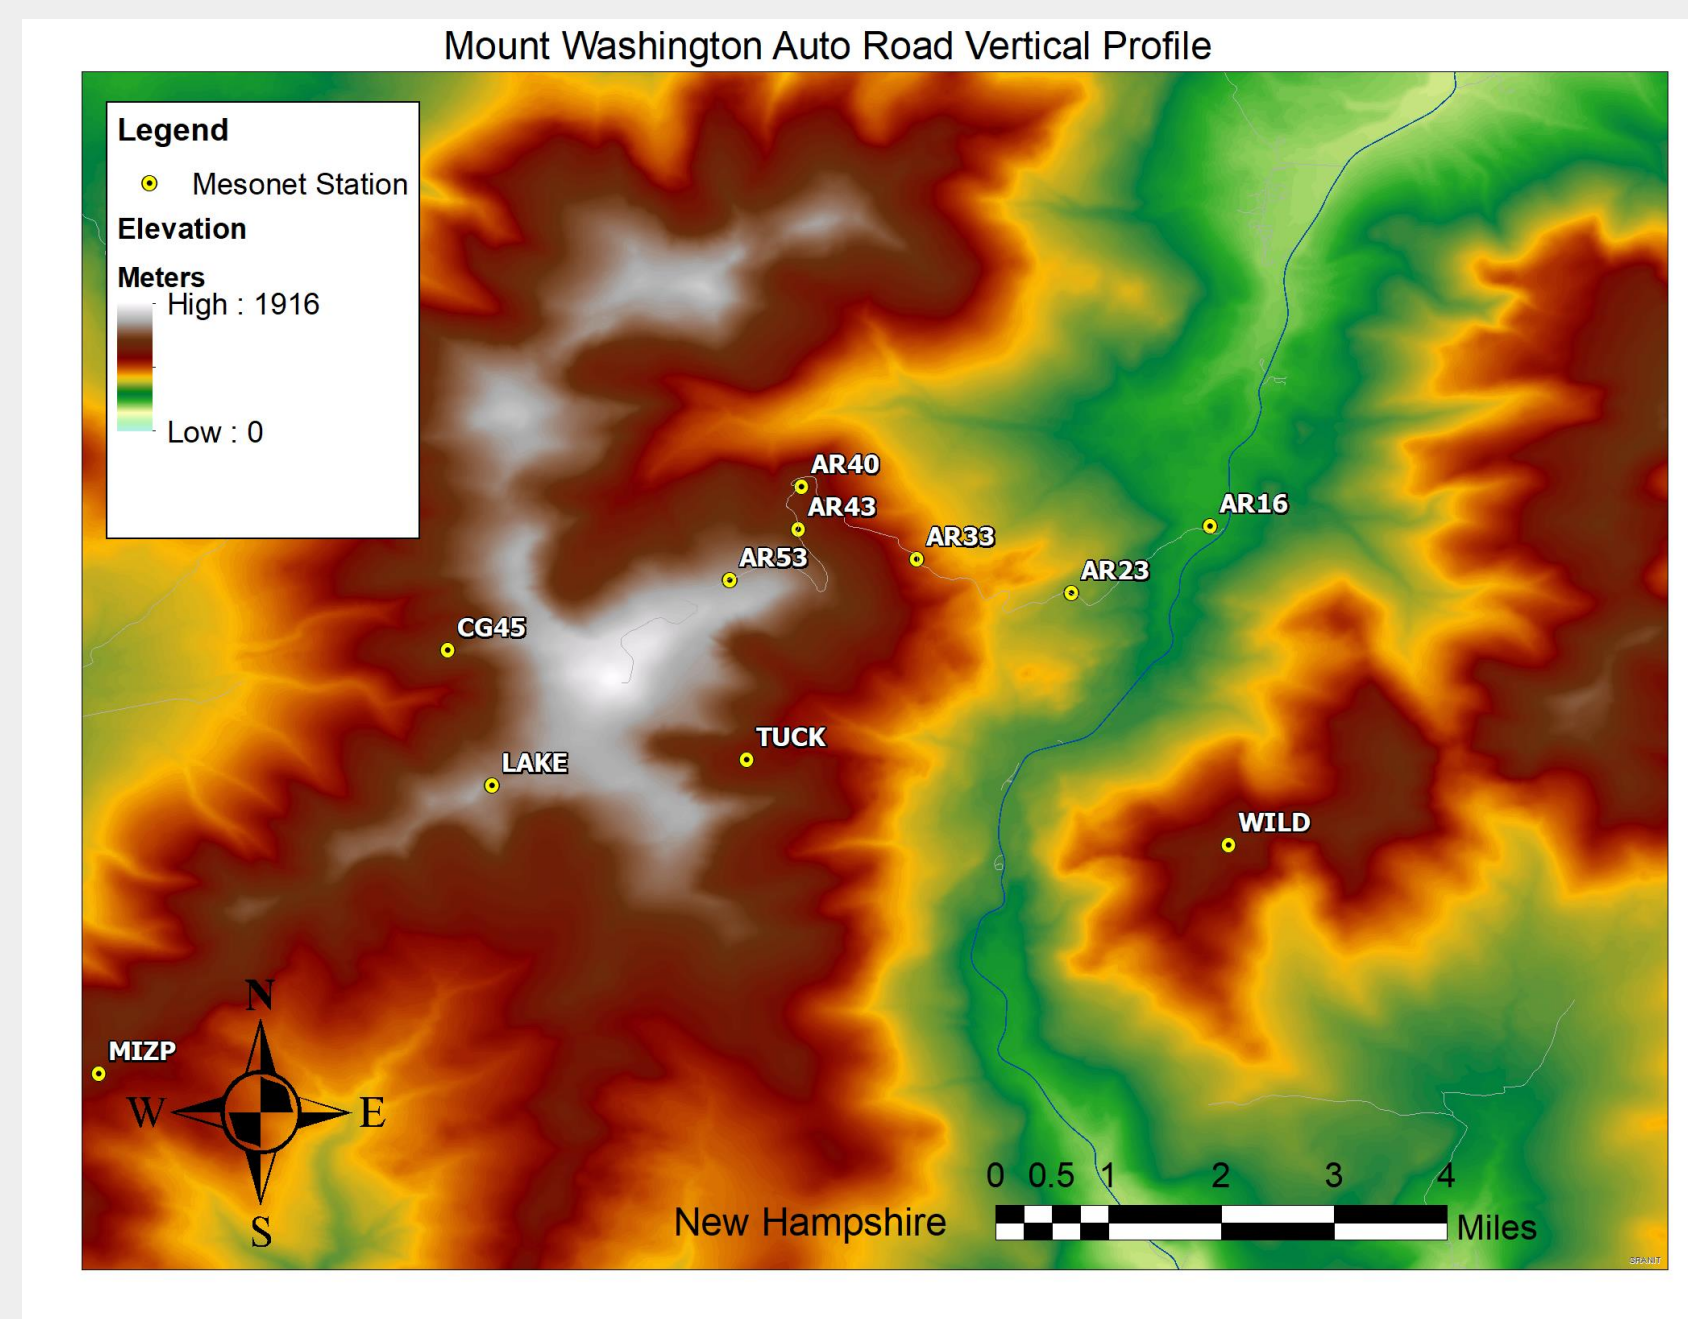 Mount Washington Auto Road Vertical Profile
Legend
Mesonet Station
Elevation
Meters
High : 1916
Low : 0
AR40
AR43
AR16
AR33
AR53
AR23
CG45
TUCK
LAKE
WILD
N
MIZP
W E
S
0 0.5 1 2 3 4
New Hampshire
Miles
GRANIT